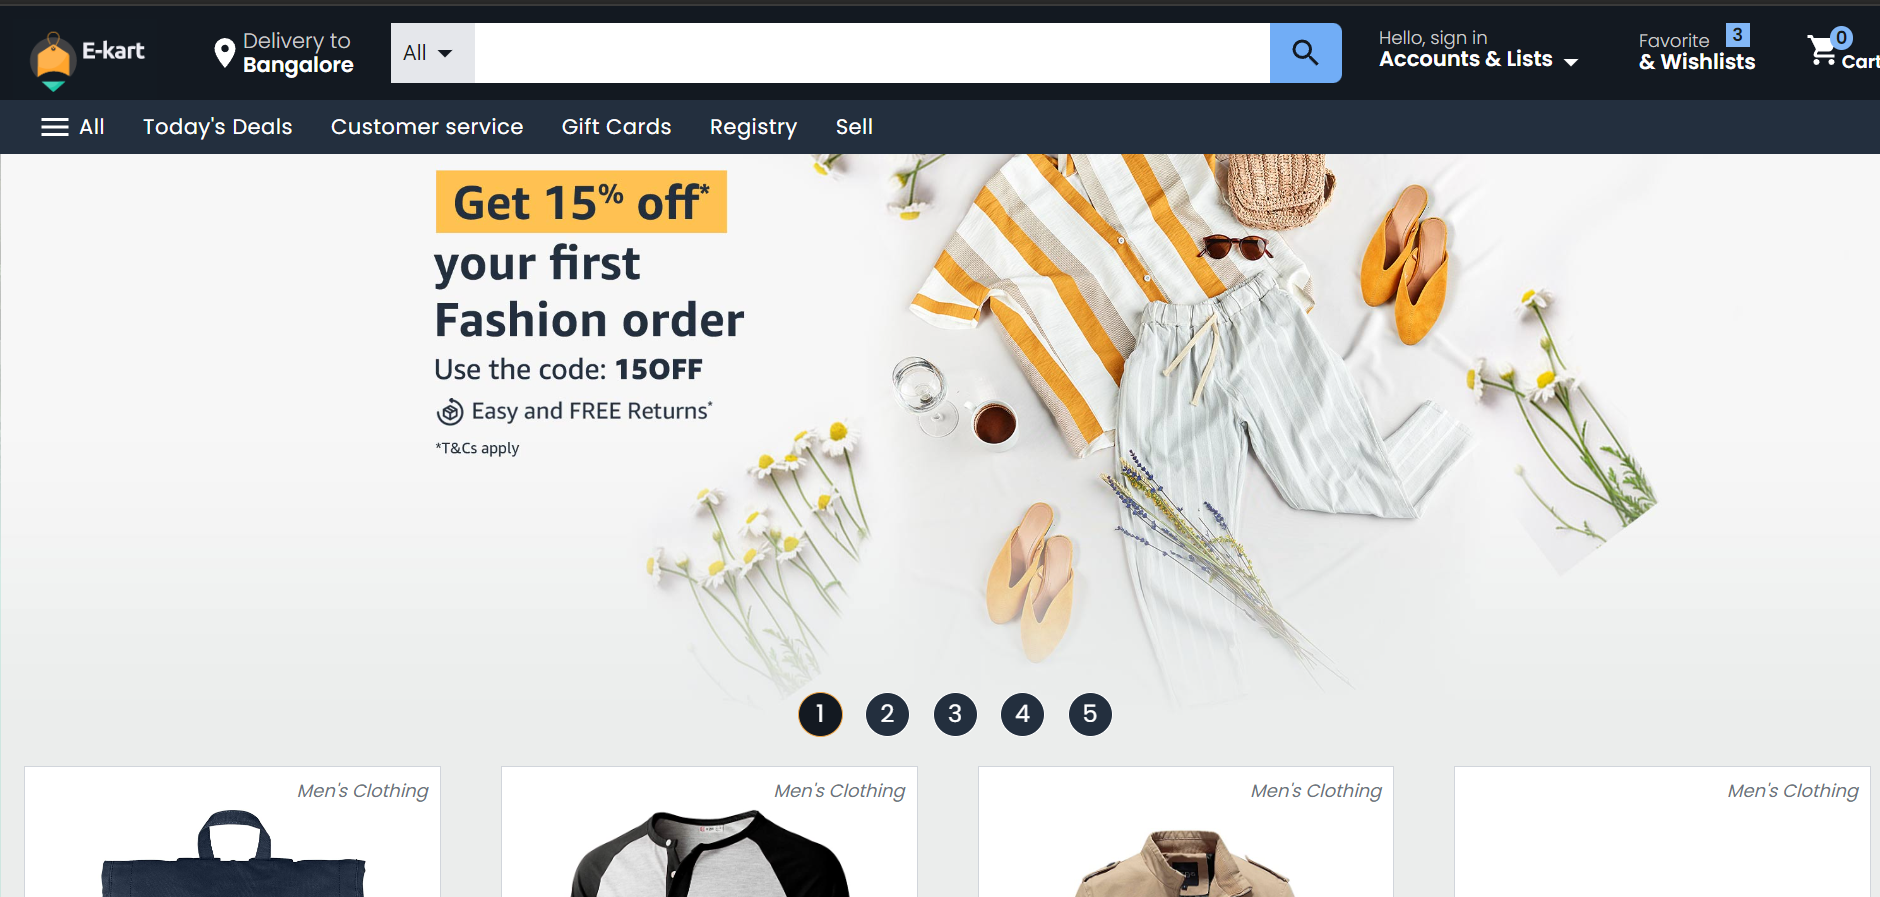 E-kart
Delivery to
Bangalore
All
Hello, sign in
Accounts & Lists
Favorite 3
& Wishlists
0
Cart
All Today's Deals Customer service Gift Cards Registry Sell
Get 15% off*
your first
Fashion order
Use the code: 15OFF
Easy and FREE Returns*
*T&Cs apply
1 2 3 4 5
Men's Clothing Men's Clothing Men's Clothing Men's Clothing